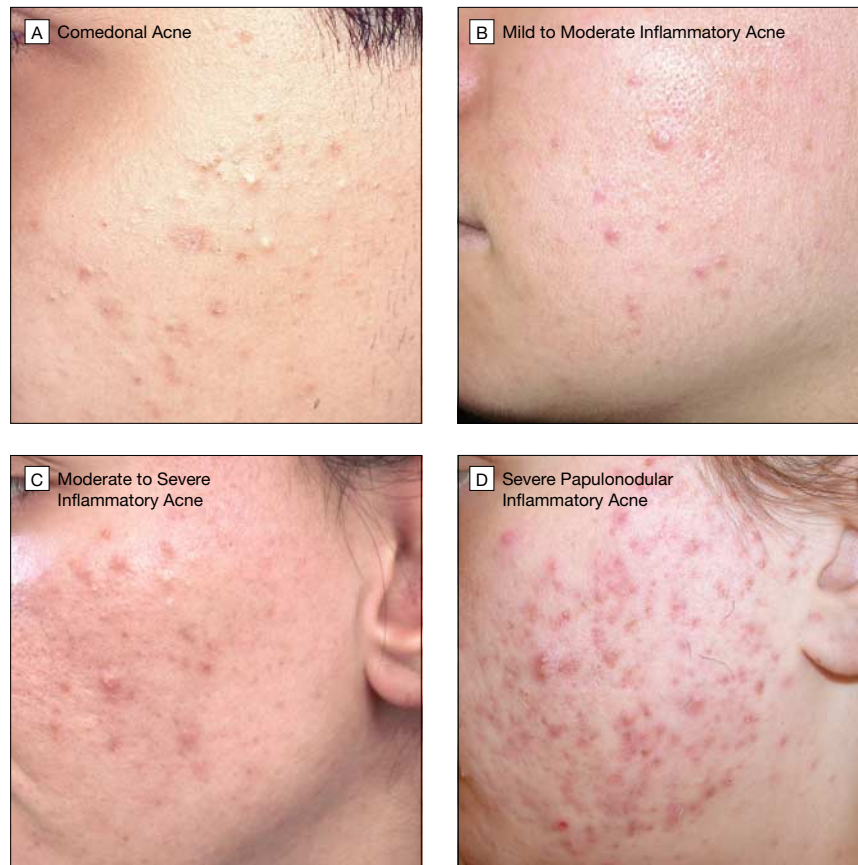 A Comedonal Acne
B Mild to Moderate Inflammatory Acne
C Moderate to Severe
Inflammatory Acne
D Severe Papulonodular
Inflammatory Acne